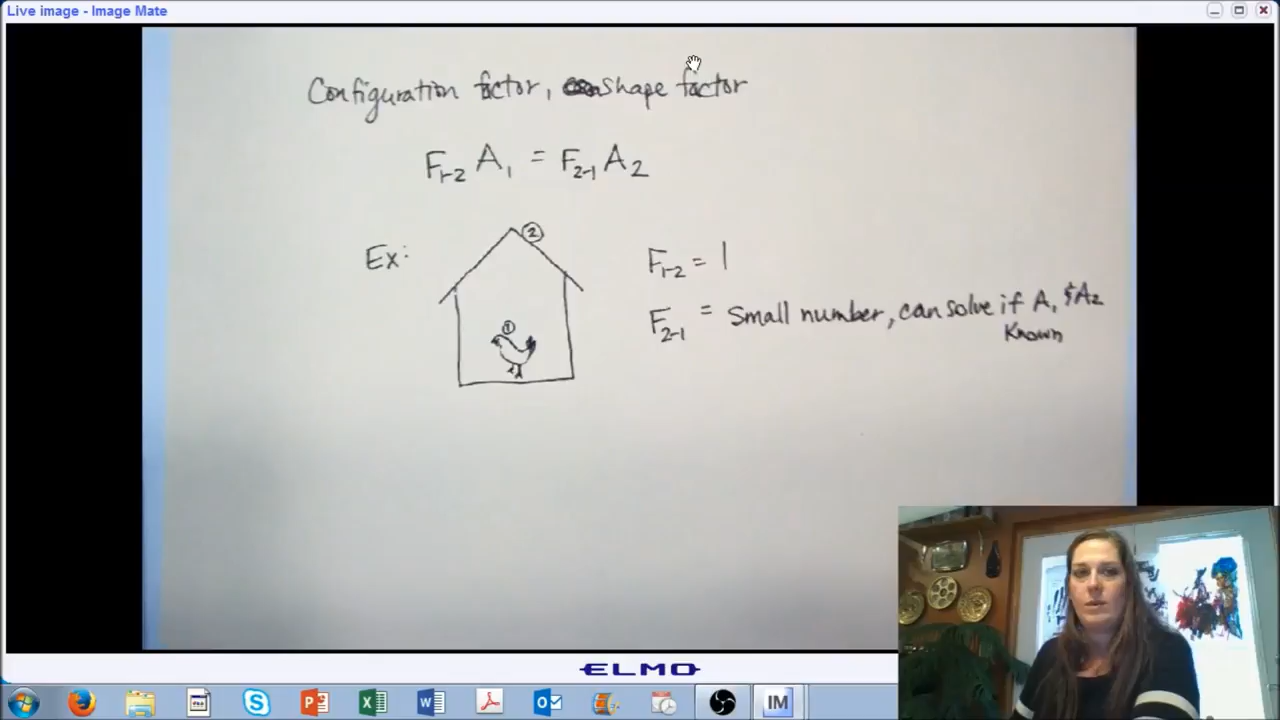 Live image - Image Mate
Configuration factor, shape factor
F1-2 A1 = F2-1 A2
Ex:
2
1
F1-2 = 1
F2-1 = Small number, can solve if A1 & A2
Known
ELMO